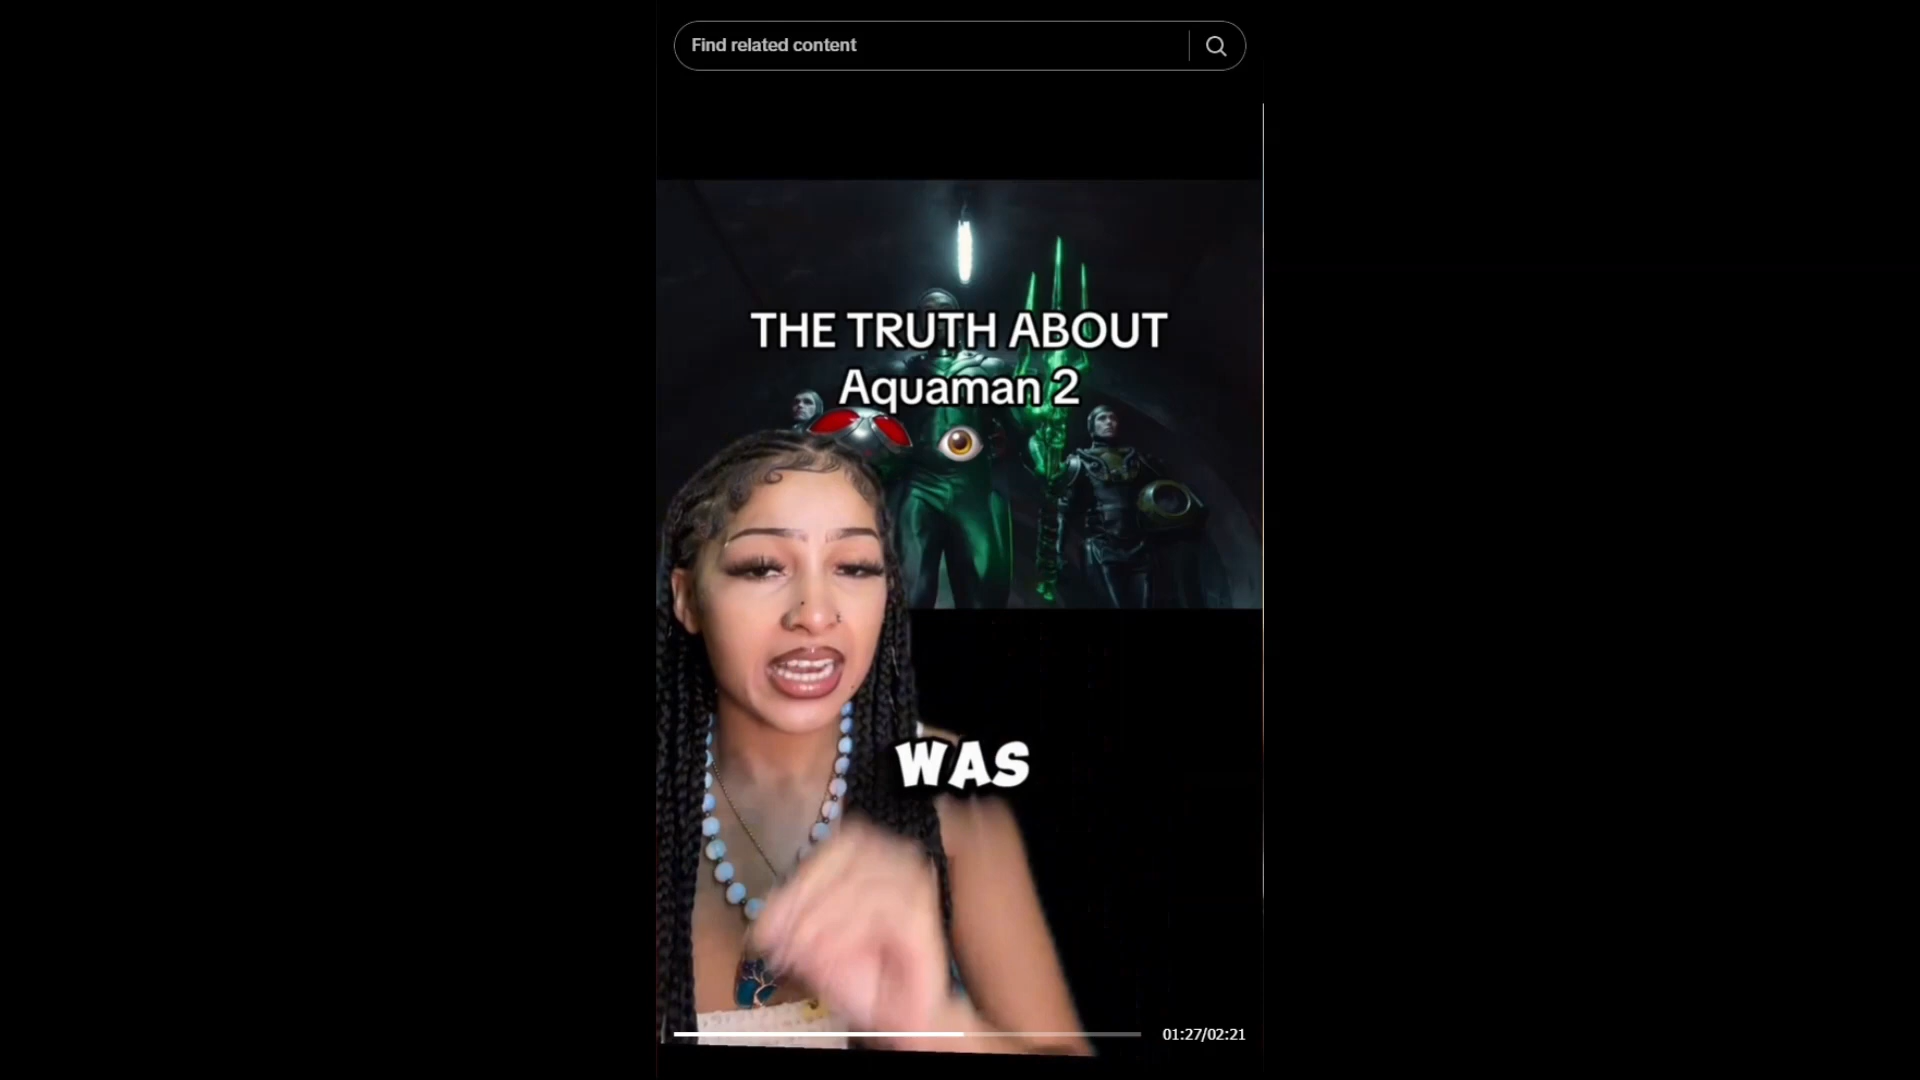 Find related content
THE TRUTH ABOUT
Aquaman 2
WAS
01:27/02:21